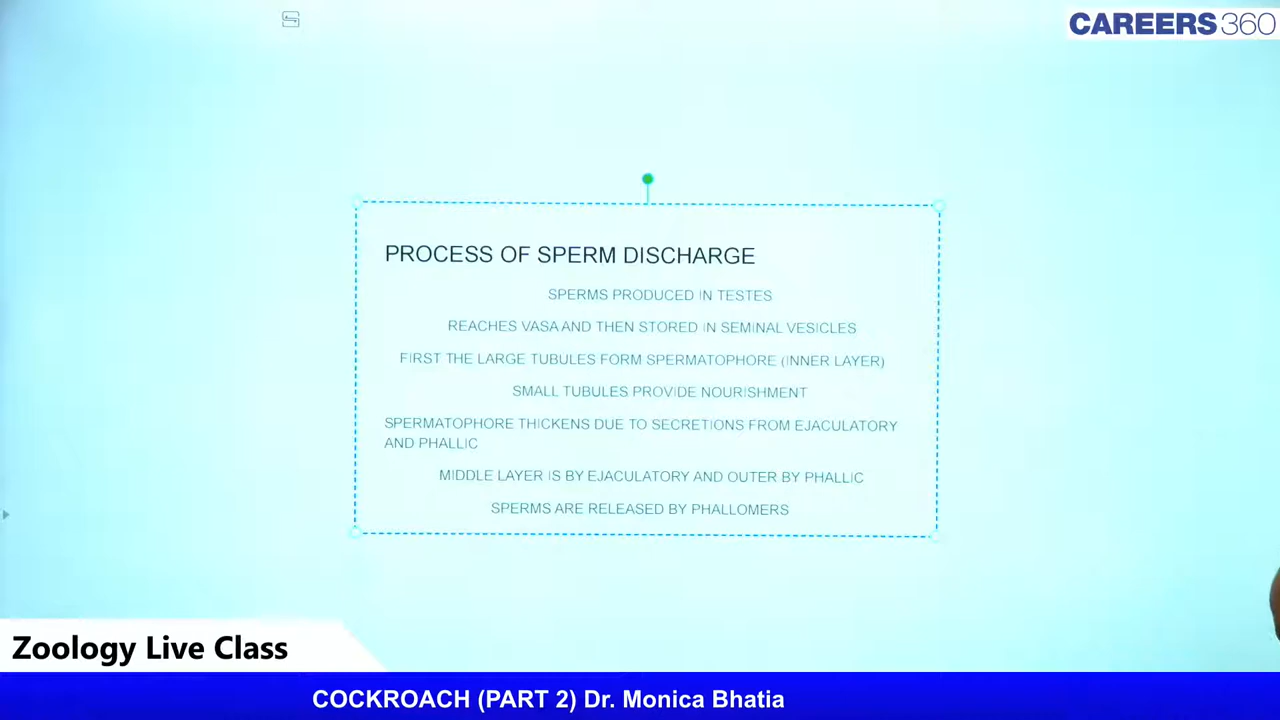 CAREERS360
PROCESS OF SPERM DISCHARGE
SPERMS PRODUCED IN TESTES
REACHES VASA AND THEN STORED IN SEMINAL VESICLES
FIRST THE LARGE TUBULES FORM SPERMATOPHORE (INNER LAYER)
SMALL TUBULES PROVIDE NOURISHMENT
SPERMATOPHORE THICKENS DUE TO SECRETIONS FROM EJACULATORY
AND PHALLIC
MIDDLE LAYER IS BY EJACULATORY AND OUTER BY PHALLIC
SPERMS ARE RELEASED BY PHALLOMERS
Zoology Live Class
COCKROACH (PART 2) Dr. Monica Bhatia